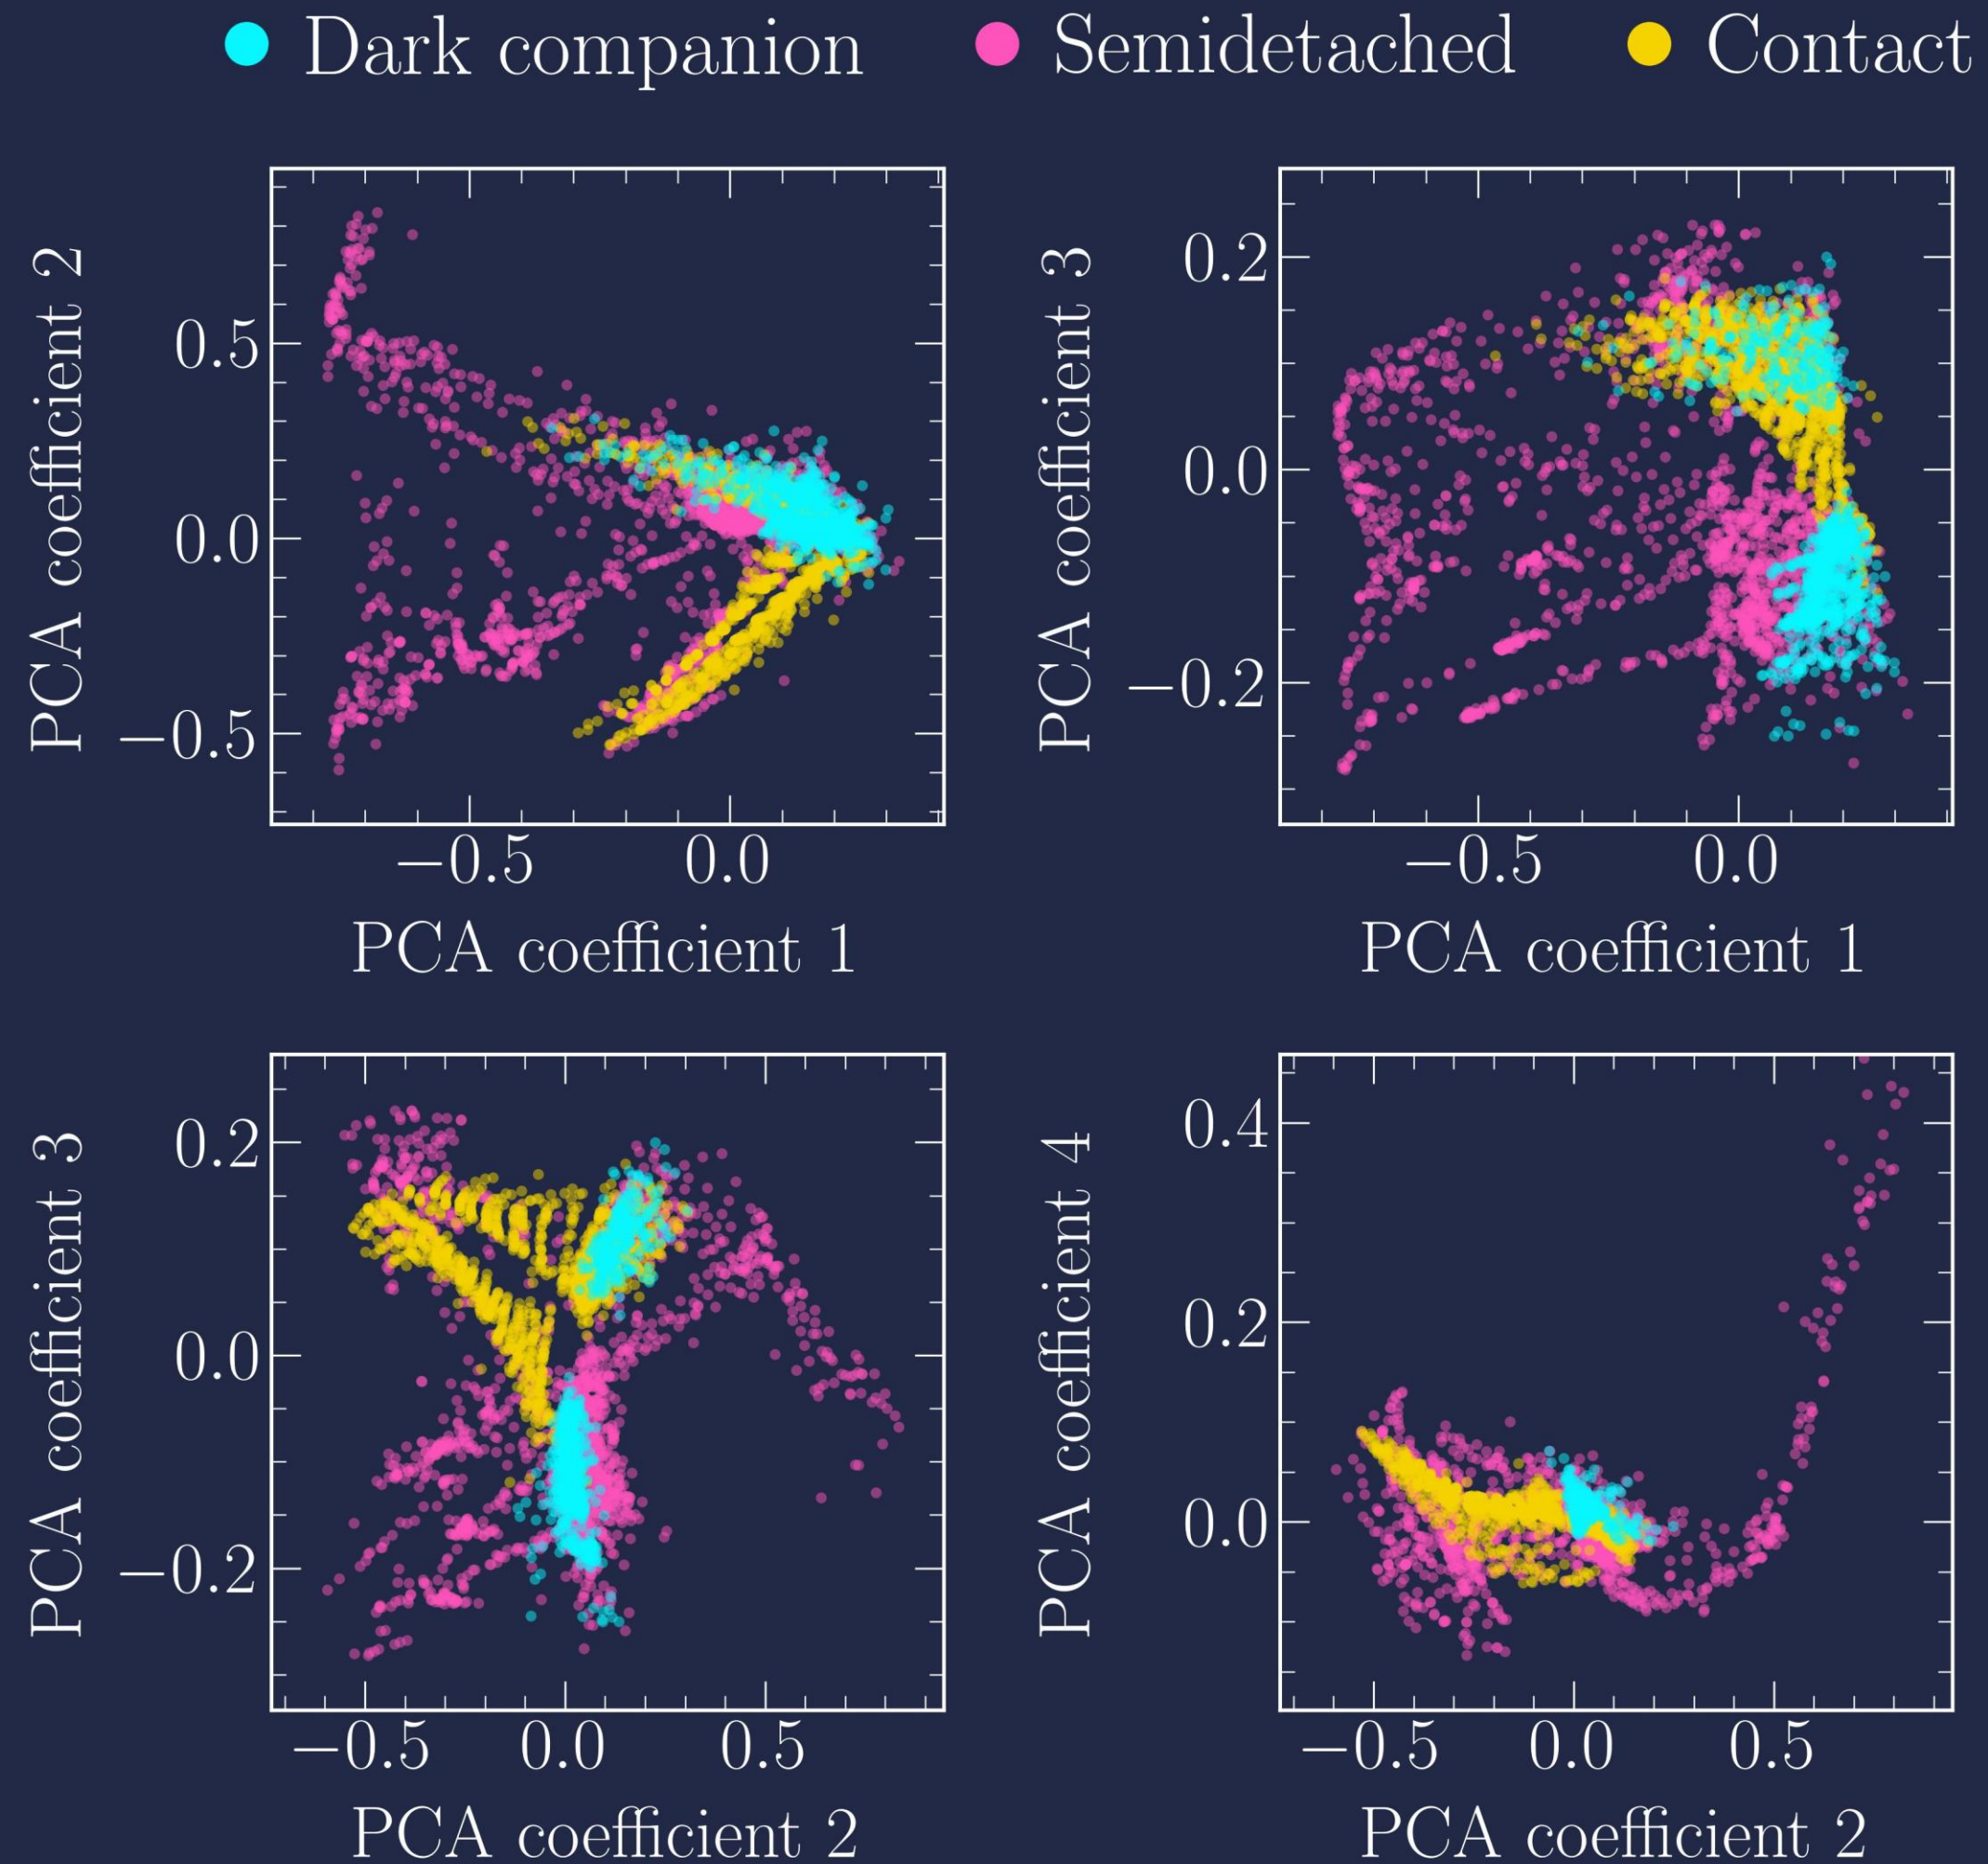 Dark companion Semidetached Contact
PCA coefficient 2
0.5
0.0
−0.5
−0.5 0.0
PCA coefficient 1
PCA coefficient 3
0.2
0.0
−0.2
−0.5 0.0
PCA coefficient 1
PCA coefficient 3
0.2
0.0
−0.2
−0.5 0.0 0.5
PCA coefficient 2
PCA coefficient 4
0.4
0.2
0.0
−0.5 0.0 0.5
PCA coefficient 2